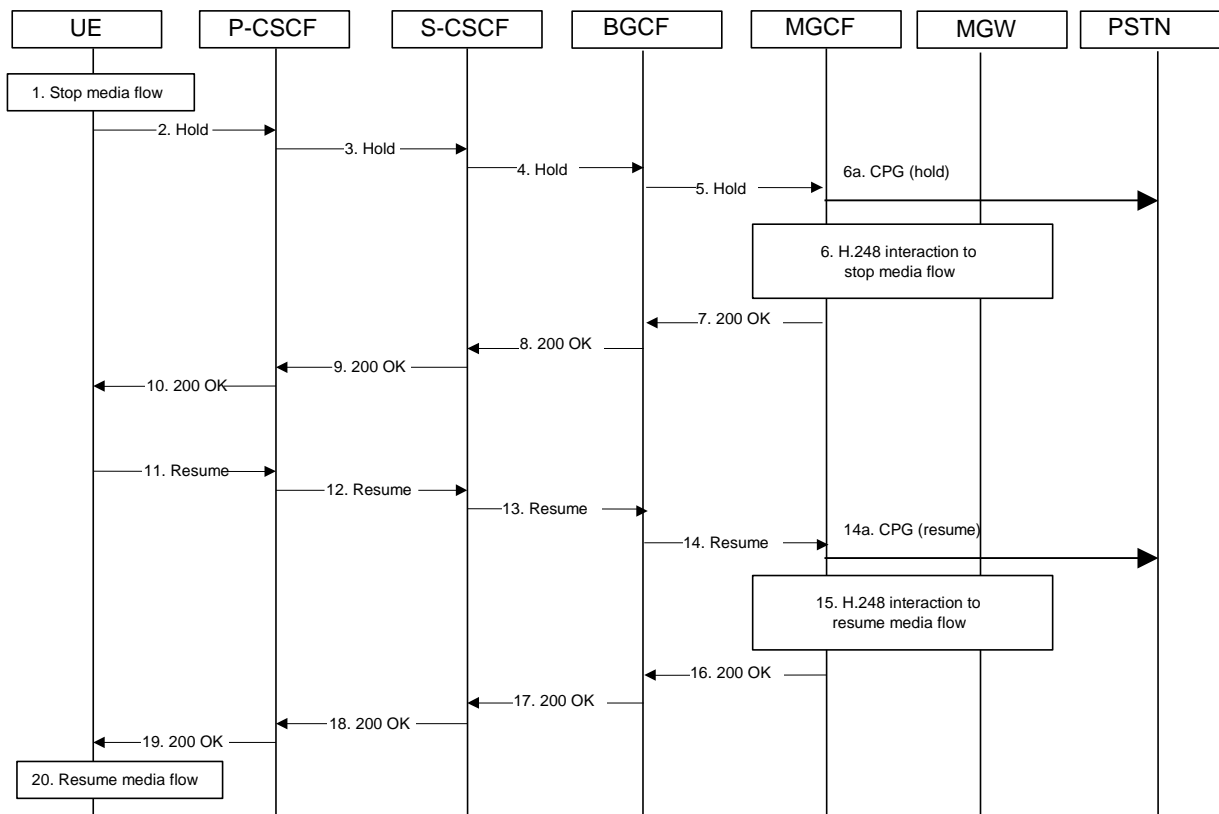 UE
P-CSCF
S-CSCF
BGCF
MGCF
MGW
PSTN
1. Stop media flow
2. Hold
3. Hold
4. Hold
5. Hold
6a. CPG (hold)
6. H.248 interaction to
stop media flow
7. 200 OK
8. 200 OK
9. 200 OK
10. 200 OK
11. Resume
12. Resume
13. Resume
14. Resume
14a. CPG (resume)
15. H.248 interaction to
resume media flow
16. 200 OK
17. 200 OK
18. 200 OK
19. 200 OK
20. Resume media flow